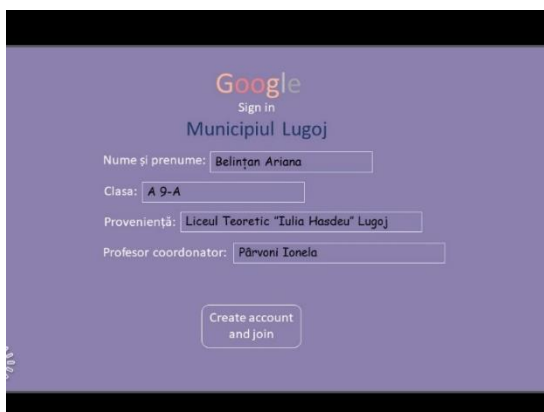 Google
Sign in
Municipiul Lugoj
Nume și prenume: Belințan Ariana
Clasa: A 9-A
Proveniență: Liceul Teoretic "Iulia Hasdeu" Lugoj
Profesor coordonator: Pârvoni Ionela
Create account
and join